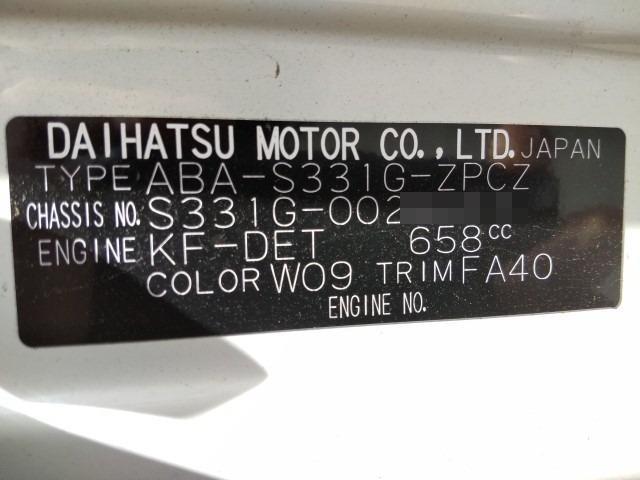 DAIHATSU MOTOR CO., LTD. JAPAN
TYPE ABA-S331G-ZPCZ
CHASSIS NO. S331G-002
ENGINE KF-DET 658cc
COLOR W09 TRIM FA40
ENGINE NO.